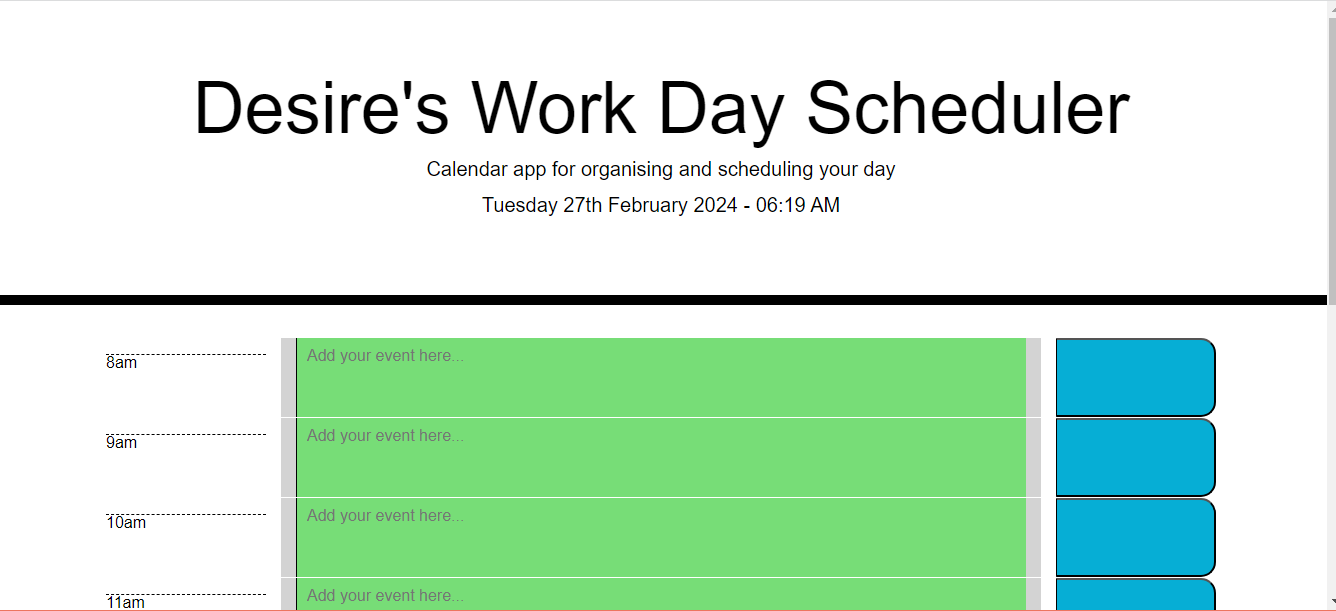 Desire's Work Day Scheduler
Calendar app for organising and scheduling your day
Tuesday 27th February 2024 - 06:19 AM
8am
Add your event here...
9am
Add your event here...
10am
Add your event here...
11am
Add your event here...